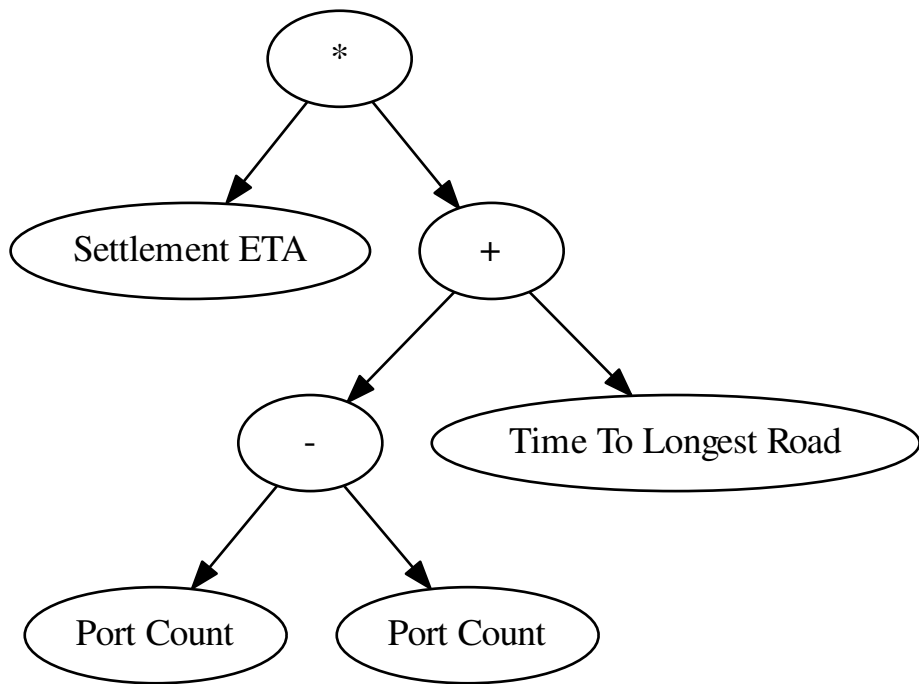 *
Settlement ETA
+
-
Time To Longest Road
Port Count
Port Count